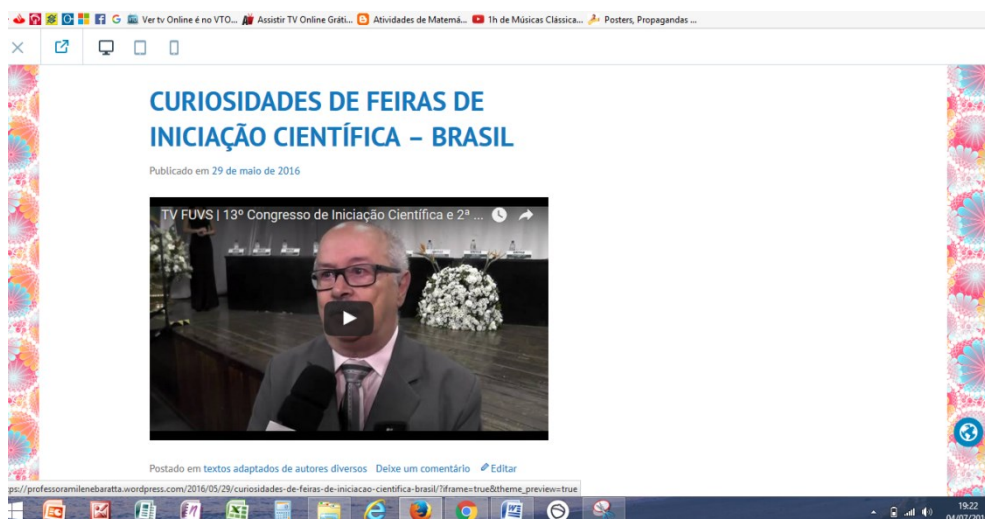 Ver tv Online é no VTO... Assistir TV Online Gráti... Atividades de Matemá... 1h de Músicas Clássica... Posters, Propagandas ...
CURIOSIDADES DE FEIRAS DE
INICIAÇÃO CIENTÍFICA – BRASIL
Publicado em 29 de maio de 2016
TV FUVS | 13º Congresso de Iniciação Científica e 2ª ...
Postado em textos adaptados de autores diversos Deixe um comentário Editar
ps://professoramilenebaratta.wordpress.com/2016/05/29/curiosidades-de-feiras-de-iniciacao-cientifica-brasil/?iframe=true&theme_preview=true
19:22
04/07/201